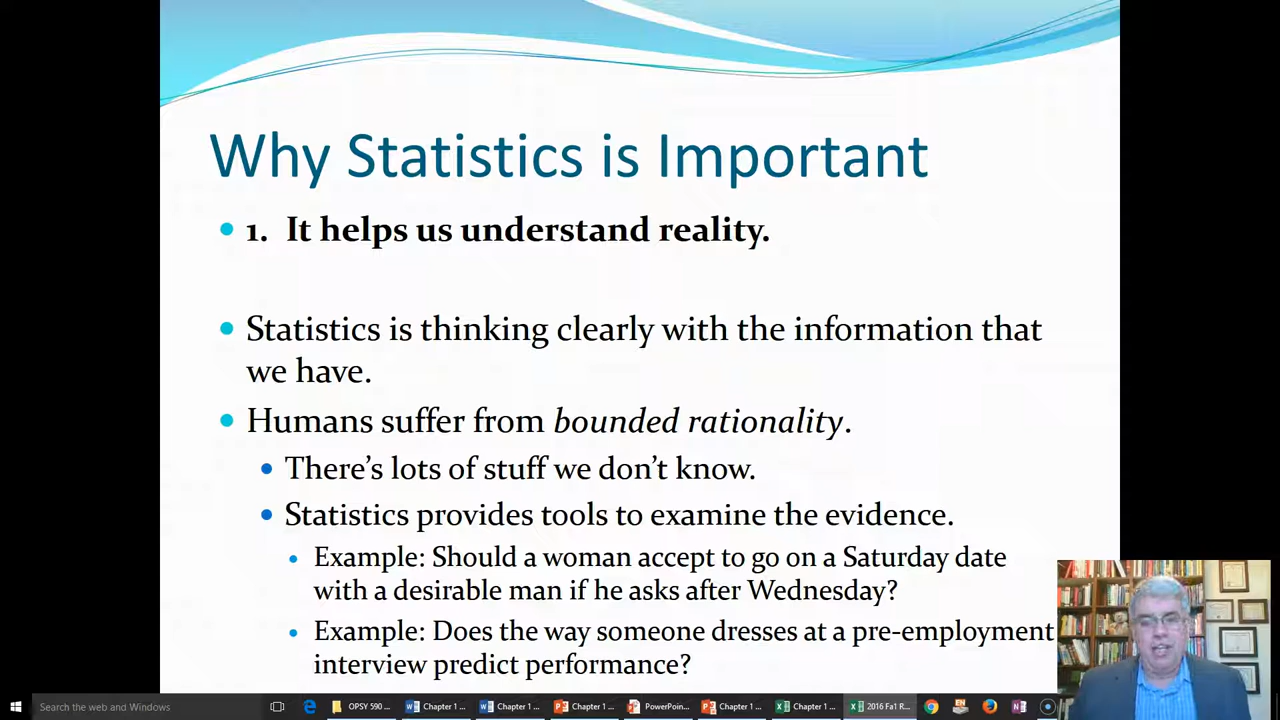 Why Statistics is Important
1. It helps us understand reality.
Statistics is thinking clearly with the information that
we have.
Humans suffer from bounded rationality.
There's lots of stuff we don't know.
Statistics provides tools to examine the evidence.
Example: Should a woman accept to go on a Saturday date
with a desirable man if he asks after Wednesday?
Example: Does the way someone dresses at a pre-employment
interview predict performance?
Search the web and Windows
OPSY 590 ...
Chapter 1 ...
Chapter 1 ...
Chapter 1 ...
PowerPoin...
Chapter 1 ...
Chapter 1 ...
2016 Fa1 R...